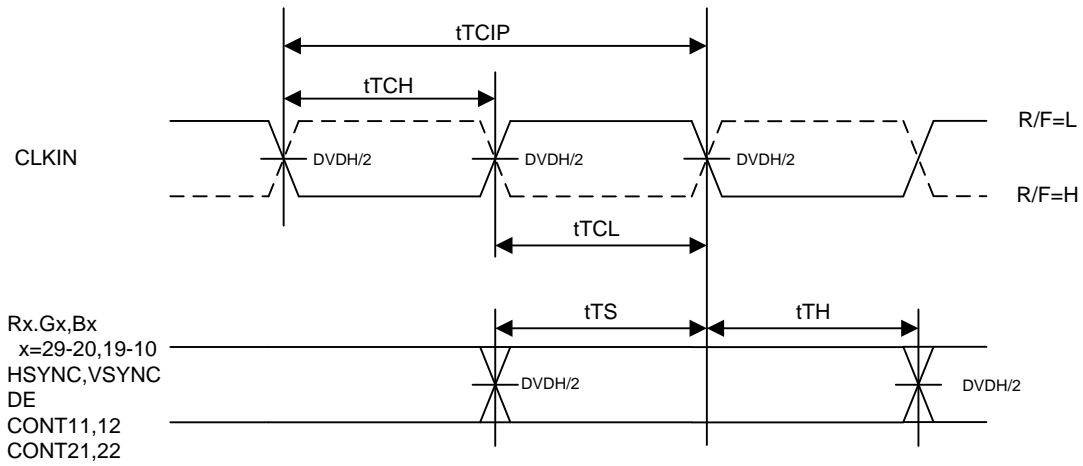 tTCIP
tTCH
R/F=L
CLKIN
DVDH/2 DVDH/2 DVDH/2
R/F=H
tTCL
tTS tTH
Rx.Gx,Bx
x=29-20,19-10
HSYNC,VSYNC
DVDH/2 DVDH/2
DE
CONT11,12
CONT21,22